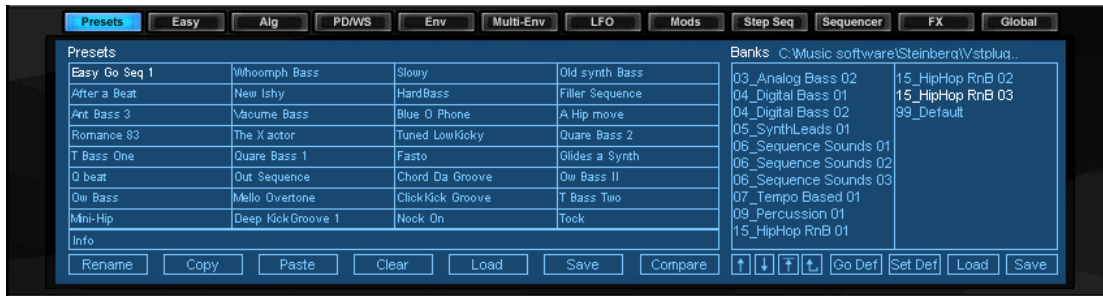 Presets Easy Alg PD/WS Env Multi-Env LFO Mods Step Seq Sequencer FX Global
Presets
Easy Go Seq 1 Whoomph Bass Slowy Old synth Bass
After a Beat New Ishy HardBass Filler Sequence
Ant Bass 3 Vacume Bass Blue O Phone A Hip move
Romance 83 The X actor Tuned LowKicky Quare Bass 2
T Bass One Quare Bass 1 Fasto Glides a Synth
Q beat Out Sequence Chord Da Groove Ow Bass II
Ow Bass Mello Overtone ClickKick Groove T Bass Two
Mini-Hip Deep KickGroove 1 Nock On Tock
Info
Rename Copy Paste Clear Load Save Compare
Banks C:\Music software\Steinberg\Vstplug..
03_Analog Bass 02
04_Digital Bass 01
04_Digital Bass 02
05_SynthLeads 01
06_Sequence Sounds 01
06_Sequence Sounds 02
06_Sequence Sounds 03
07_Tempo Based 01
09_Percussion 01
15_HipHop RnB 01
15_HipHop RnB 02
15_HipHop RnB 03
99_Default
Go Def Set Def Load Save